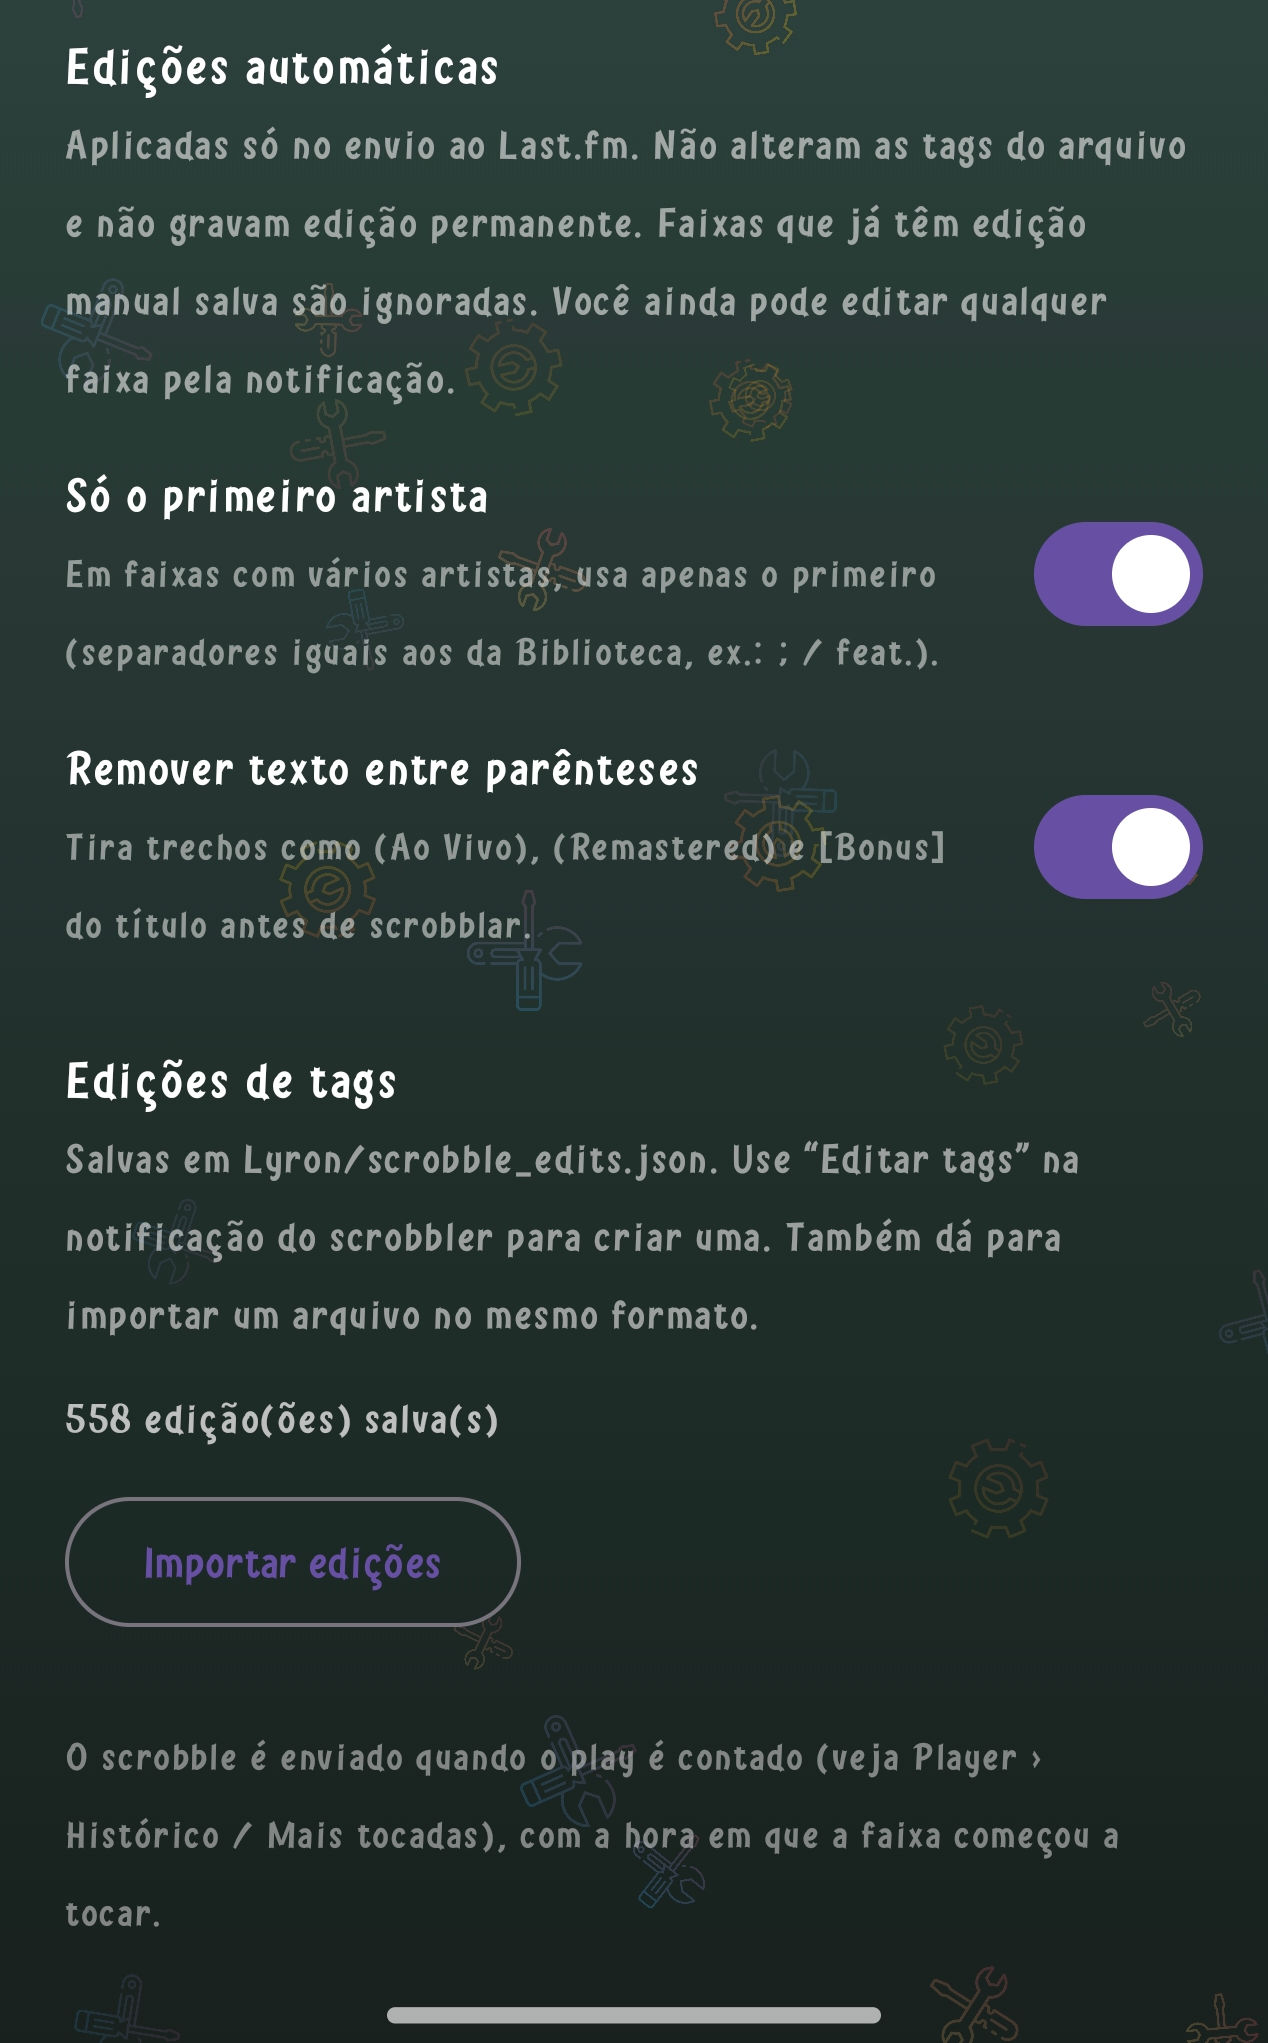 Edições automáticas
Aplicadas só no envio ao Last.fm. Não alteram as tags do arquivo
e não gravam edição permanente. Faixas que já têm edição
manual salva são ignoradas. Você ainda pode editar qualquer
faixa pela notificação.
Só o primeiro artista
Em faixas com vários artistas, usa apenas o primeiro
(separadores iguais aos da Biblioteca, ex.: ; / feat.).
Remover texto entre parênteses
Tira trechos como (Ao Vivo), (Remastered) e [Bonus]
do título antes de scrobblar.
Edições de tags
Salvas em Lyron/scrobble_edits.json. Use “Editar tags” na
notificação do scrobbler para criar uma. Também dá para
importar um arquivo no mesmo formato.
558 edição(ões) salva(s)
Importar edições
O scrobble é enviado quando o play é contado (veja Player ›
Histórico / Mais tocadas), com a hora em que a faixa começou a
tocar.